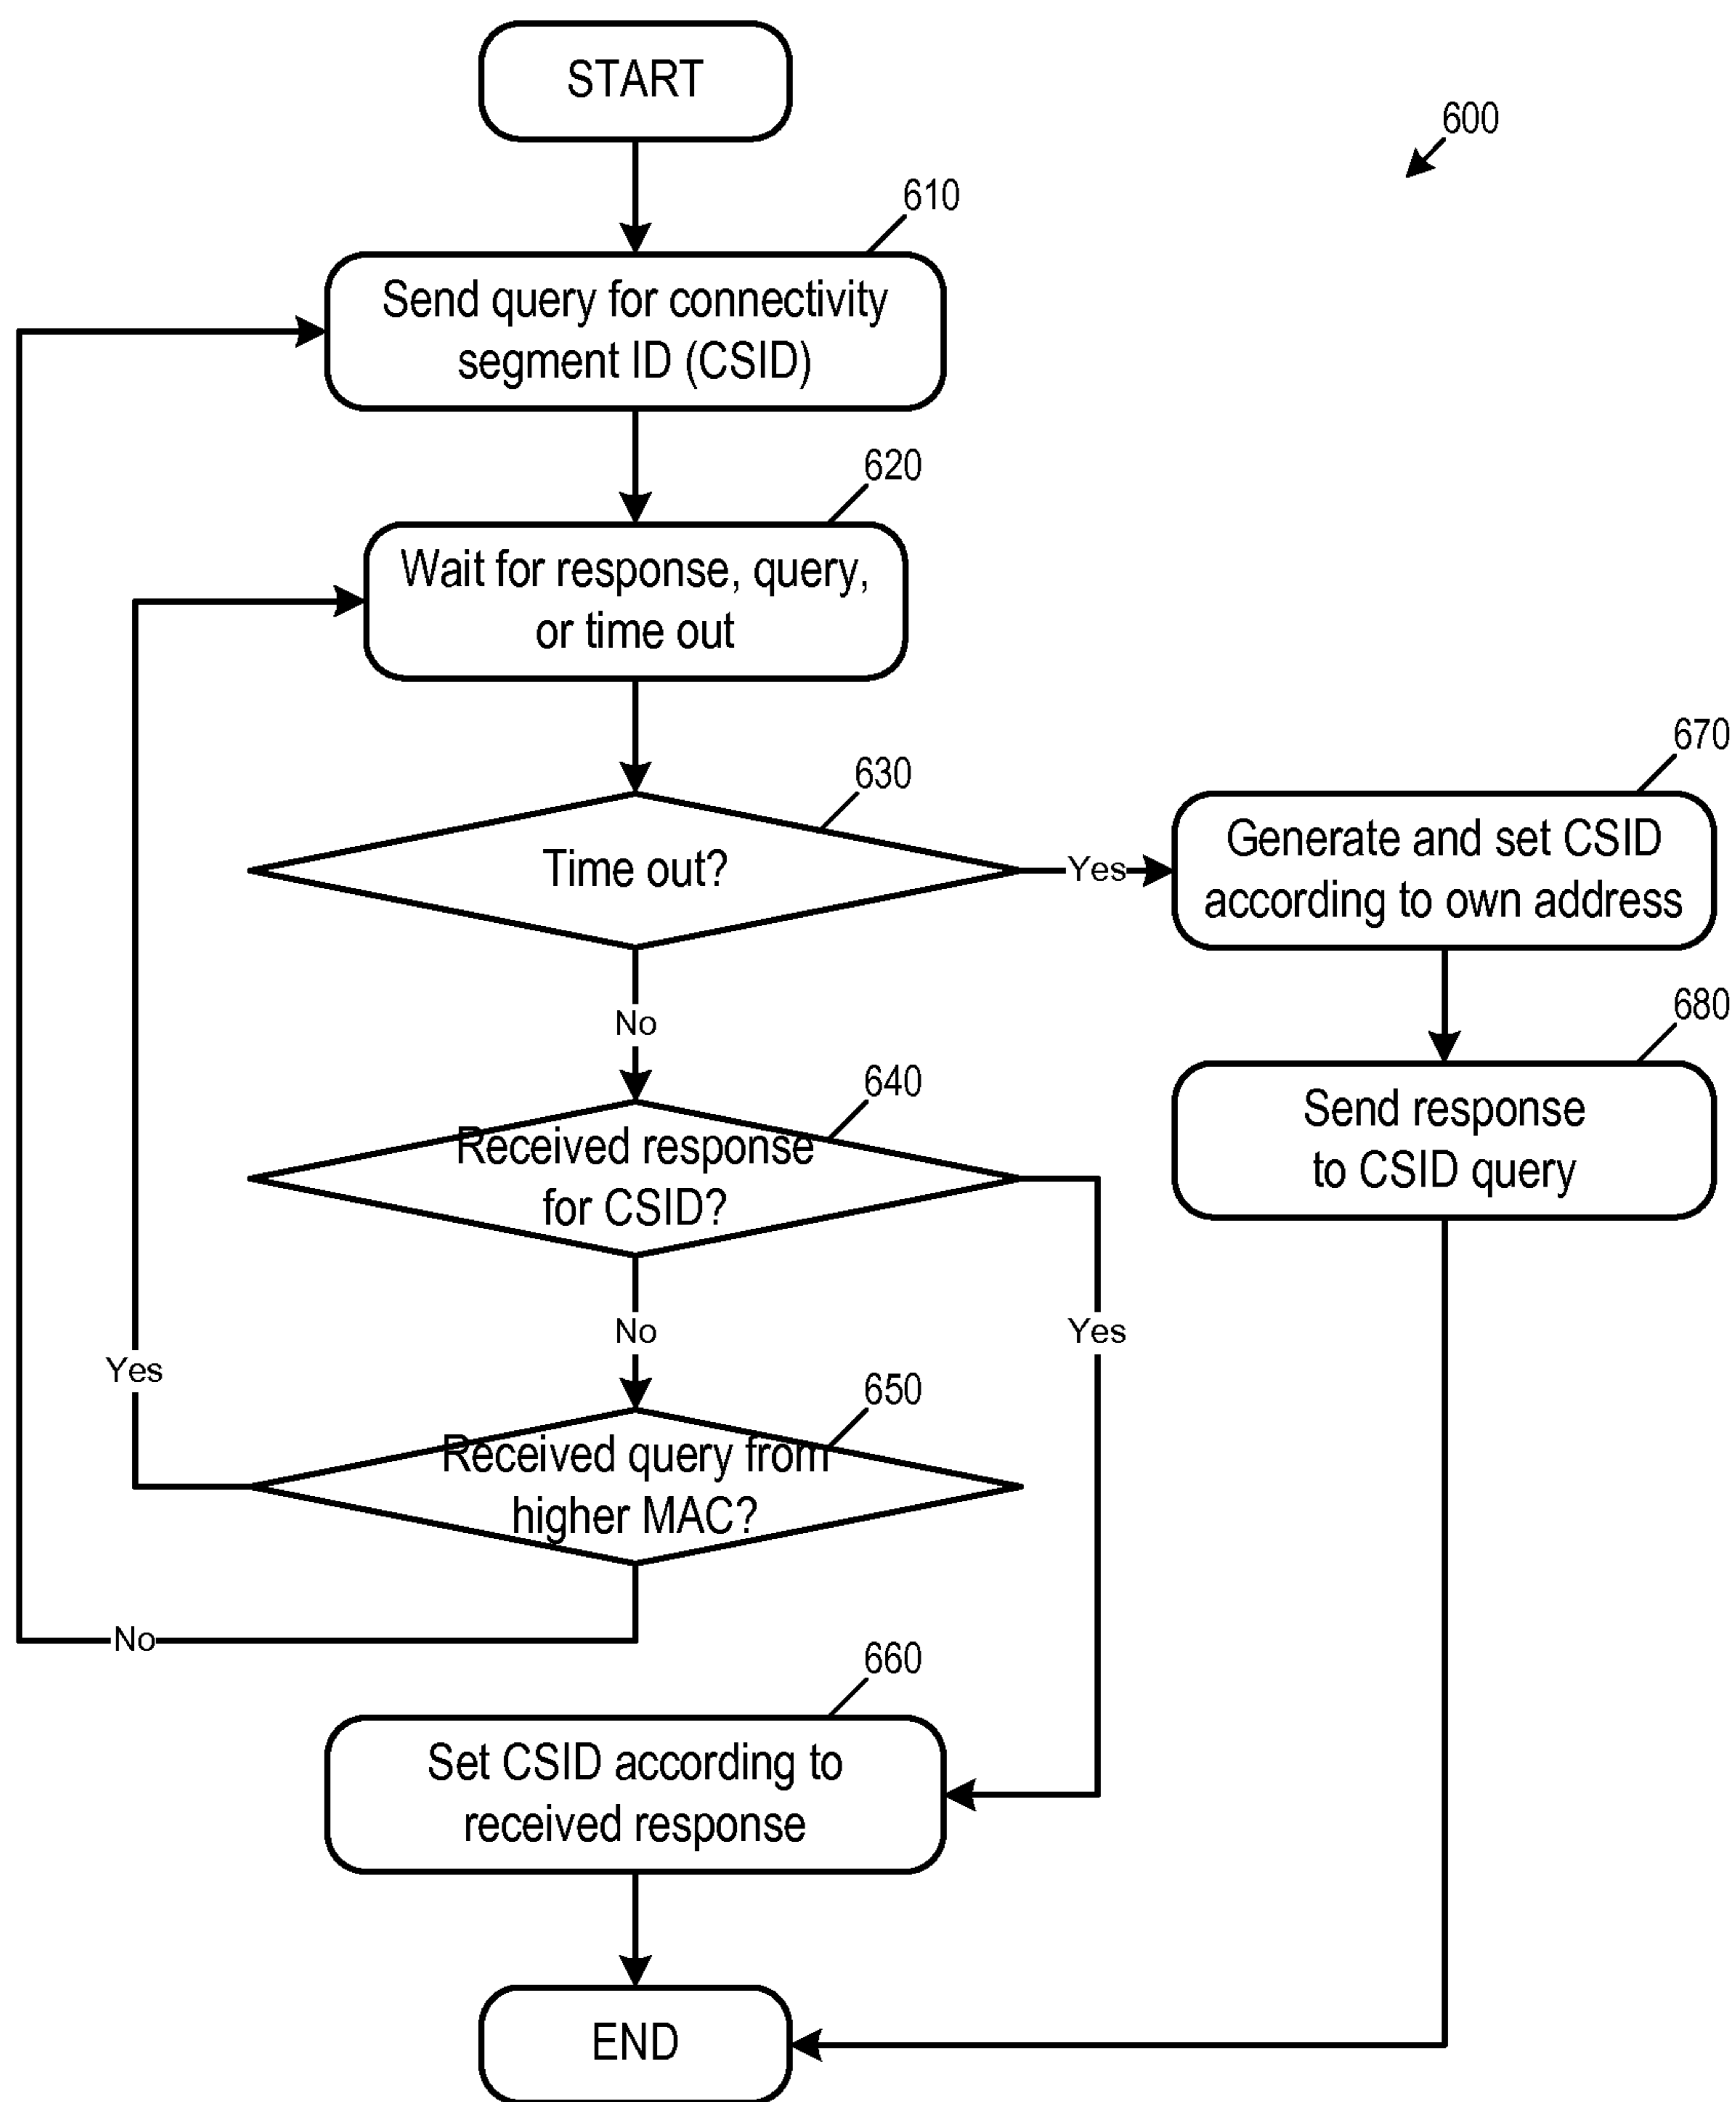 START
600
610
Send query for connectivity
segment ID (CSID)
620
Wait for response, query,
or time out
630
Time out?
Yes
670
Generate and set CSID
according to own address
No
680
Send response
to CSID query
640
Received response
for CSID?
No
Yes
Yes
650
Received query from
higher MAC?
No
660
Set CSID according to
received response
END